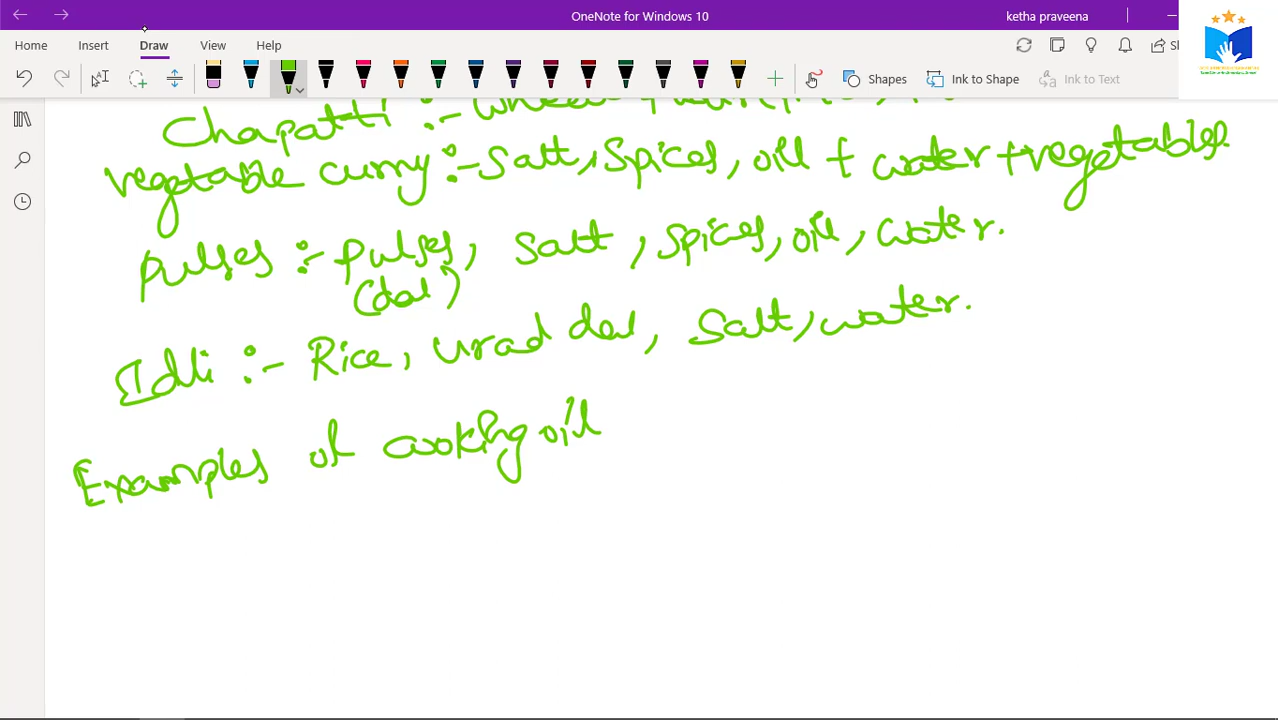 OneNote for Windows 10
ketha praveena
Home Insert Draw View Help
Shapes Ink to Shape Ink to Text
Chapatti :-
vegetable curry :- Salt, Spices, oil + water + vegetables.
pulses :- pulses, salt, spices, oil, water.
(dal)
Idli :- Rice, urad dal, Salt, water.
Examples of cooking oil